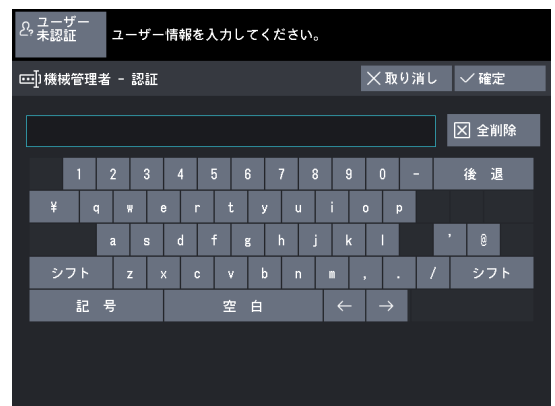 ユーザー
未認証
ユーザー情報を入力してください。
機械管理者 - 認証
取り消し
確定
全削除
1 2 3 4 5 6 7 8 9 0 - 後 退
¥ q w e r t y u i o p
a s d f g h j k l ' @
シフト z x c v b n m , . / シフト
記 号 空 白 ← →